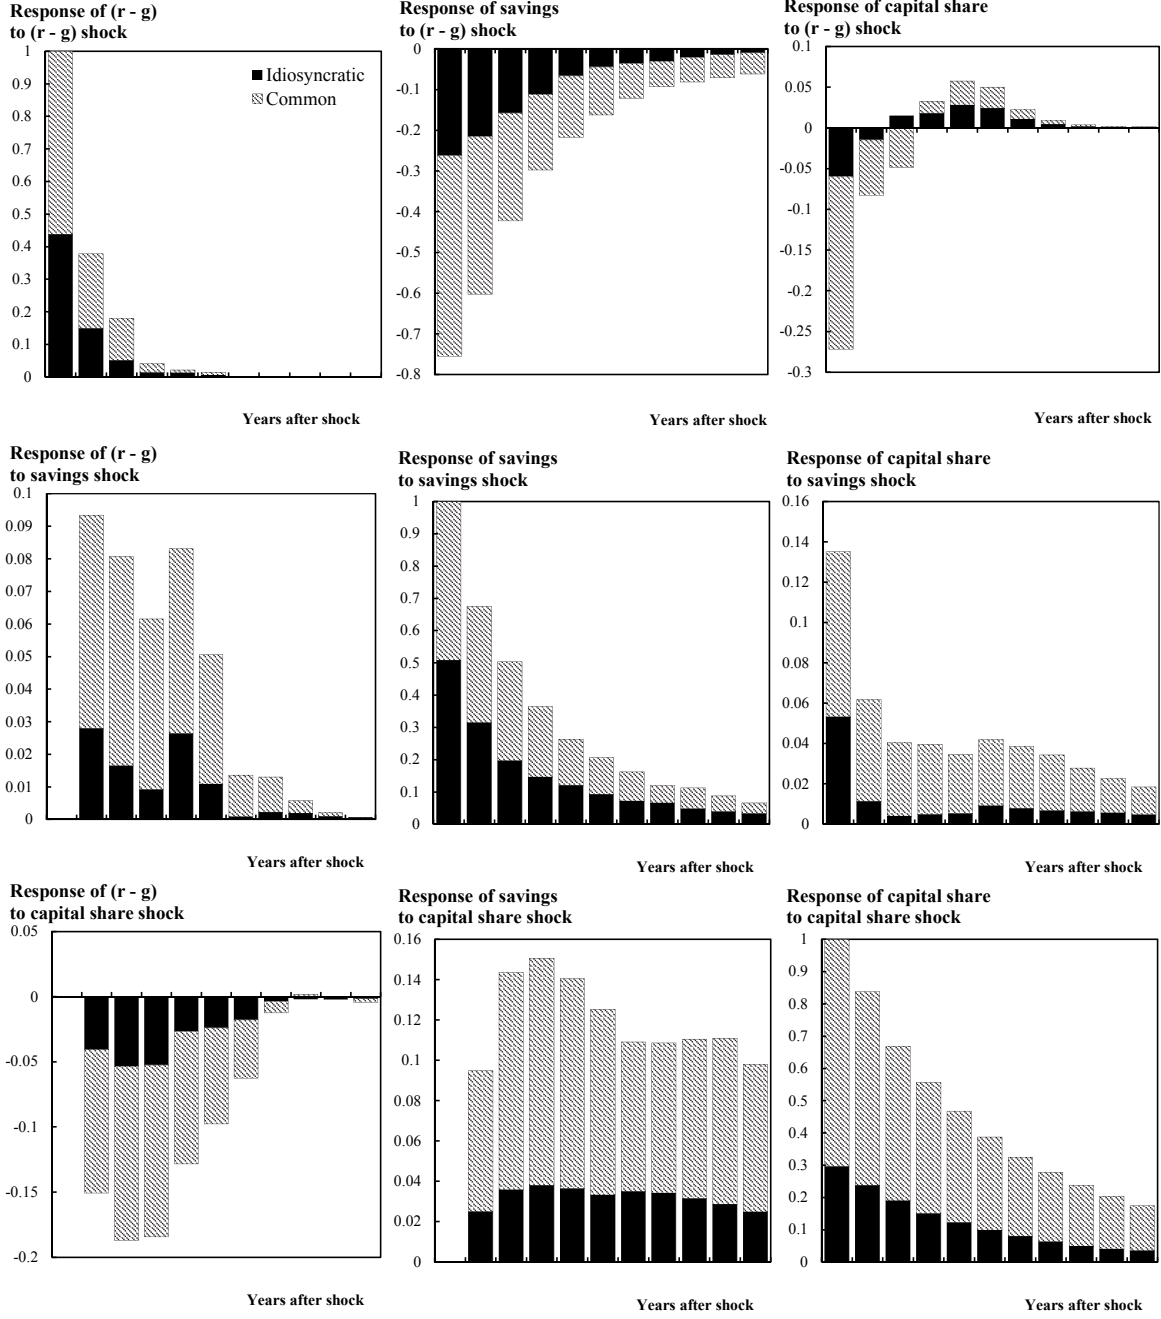 Response of (r - g)
to (r - g) shock
1
0.9
0.8
0.7
0.6
0.5
0.4
0.3
0.2
0.1
0
Idiosyncratic
Common
Years after shock
Response of savings
to (r - g) shock
0
-0.1
-0.2
-0.3
-0.4
-0.5
-0.6
-0.7
-0.8
Years after shock
Response of capital share
to (r - g) shock
0.1
0.05
0
-0.05
-0.1
-0.15
-0.2
-0.25
-0.3
Years after shock
Response of (r - g)
to savings shock
0.1
0.09
0.08
0.07
0.06
0.05
0.04
0.03
0.02
0.01
0
Years after shock
Response of savings
to savings shock
1
0.9
0.8
0.7
0.6
0.5
0.4
0.3
0.2
0.1
0
Years after shock
Response of capital share
to savings shock
0.16
0.14
0.12
0.1
0.08
0.06
0.04
0.02
0
Years after shock
Response of (r - g)
to capital share shock
0.05
0
-0.05
-0.1
-0.15
-0.2
Years after shock
Response of savings
to capital share shock
0.16
0.14
0.12
0.1
0.08
0.06
0.04
0.02
0
Years after shock
Response of capital share
to capital share shock
1
0.9
0.8
0.7
0.6
0.5
0.4
0.3
0.2
0.1
0
Years after shock